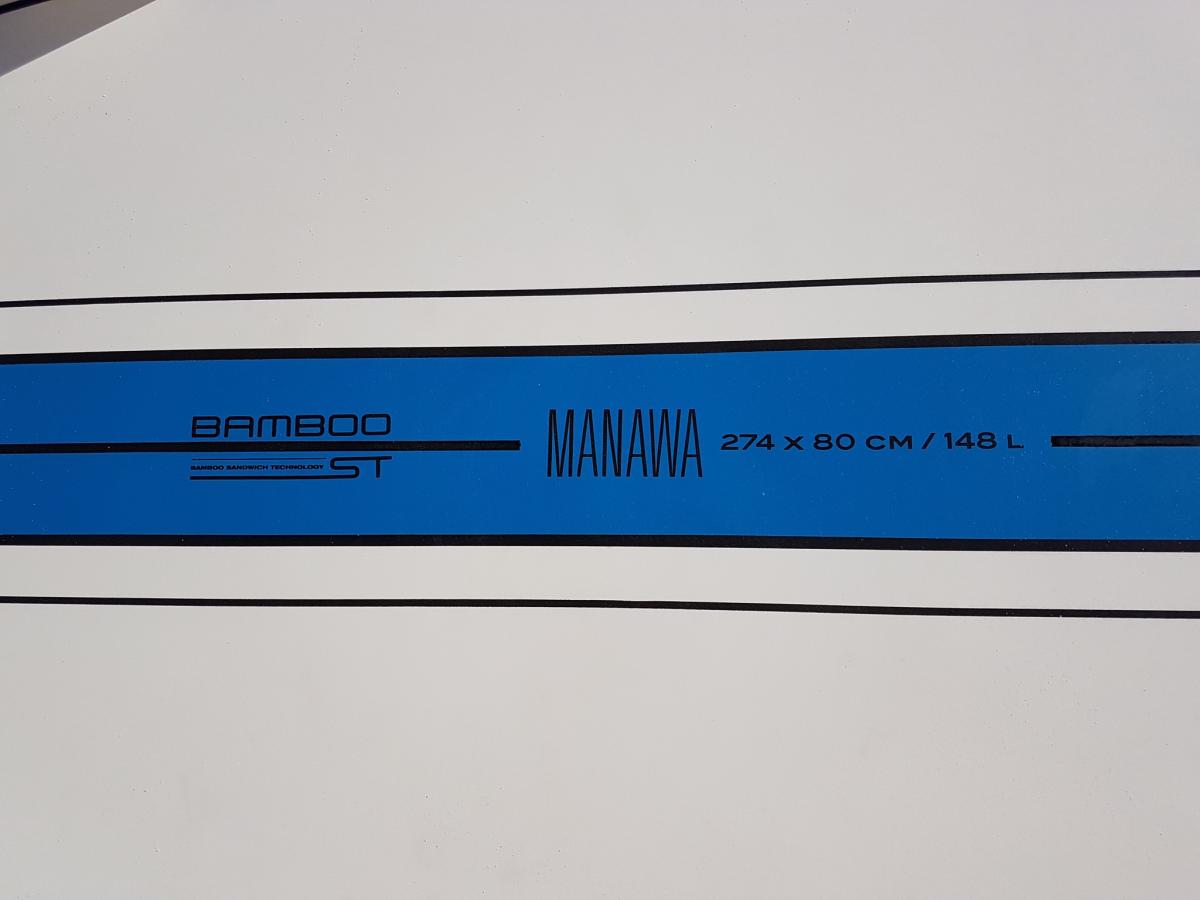 BAMBOO
BAMBOO SANDWICH TECHNOLOGY ST
MANAWA 274 X 80 CM / 148 L